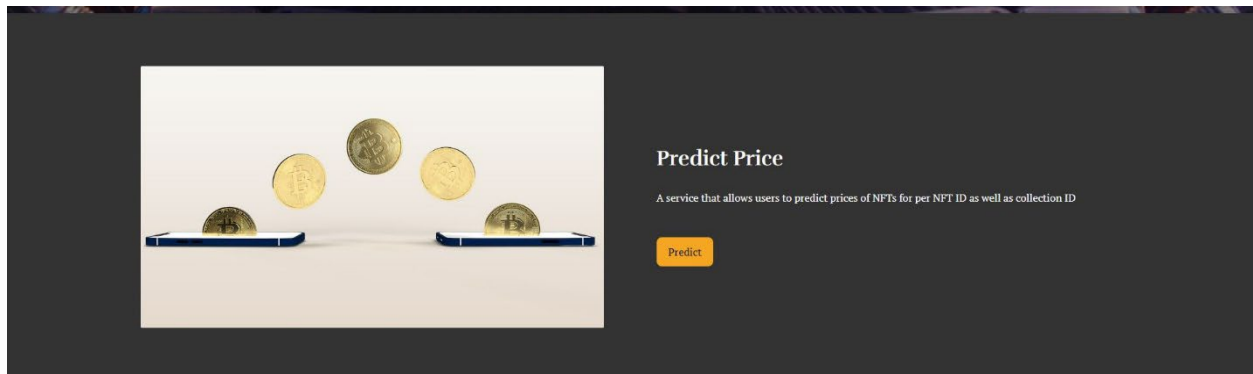 Predict Price
A service that allows users to predict prices of NFTs for per NFT ID as well as collection ID
Predict